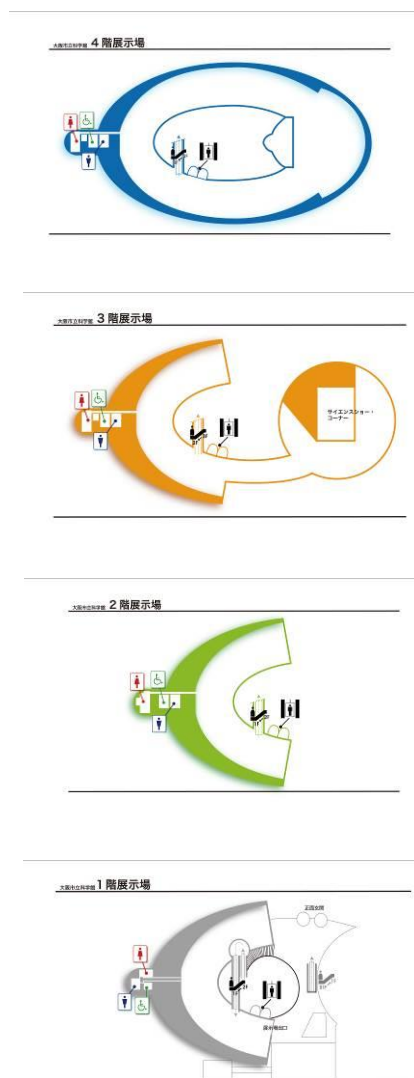 大阪市立科学館 4 階展示場
大阪市立科学館 3 階展示場
サイエンスショー・
コーナー
大阪市立科学館 2 階展示場
大阪市立科学館 1 階展示場
正面玄関
展示場出口